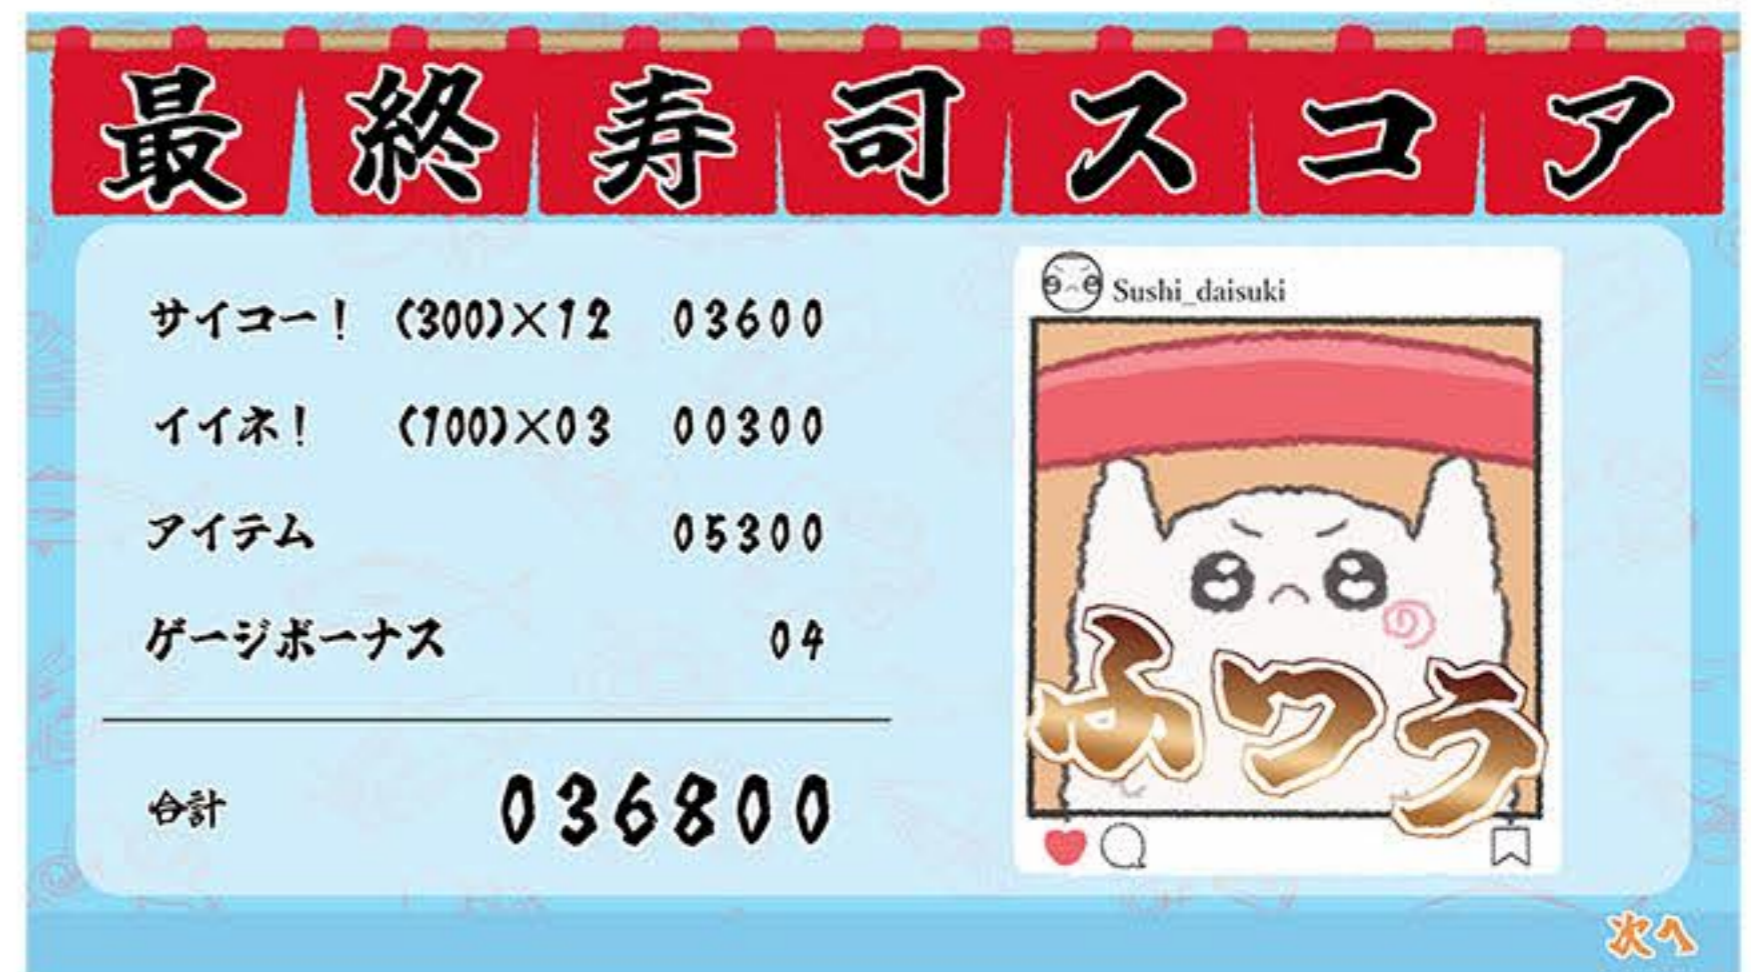 最終寿司スコア
サイコー! (300)×12 03600
イイネ! (100)×03 00300
アイテム 05300
ゲージボーナス 04
合計 036800
Sushi_daisuki
ふつう
次へ